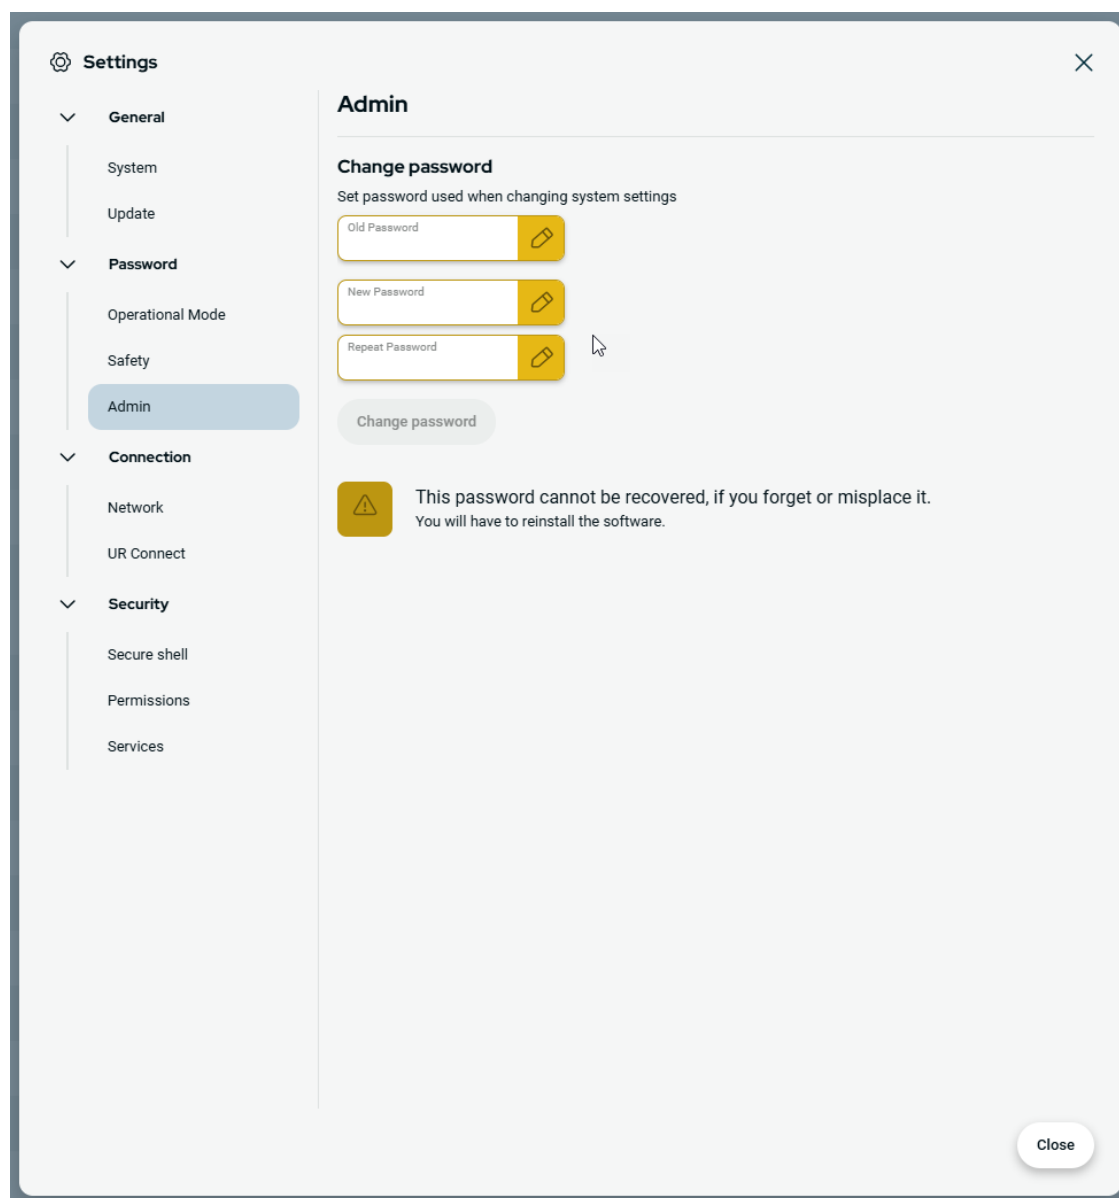 Settings
General
System
Update
Password
Operational Mode
Safety
Admin
Connection
Network
UR Connect
Security
Secure shell
Permissions
Services
Admin
Change password
Set password used when changing system settings
Old Password
New Password
Repeat Password
Change password
This password cannot be recovered, if you forget or misplace it.
You will have to reinstall the software.
Close